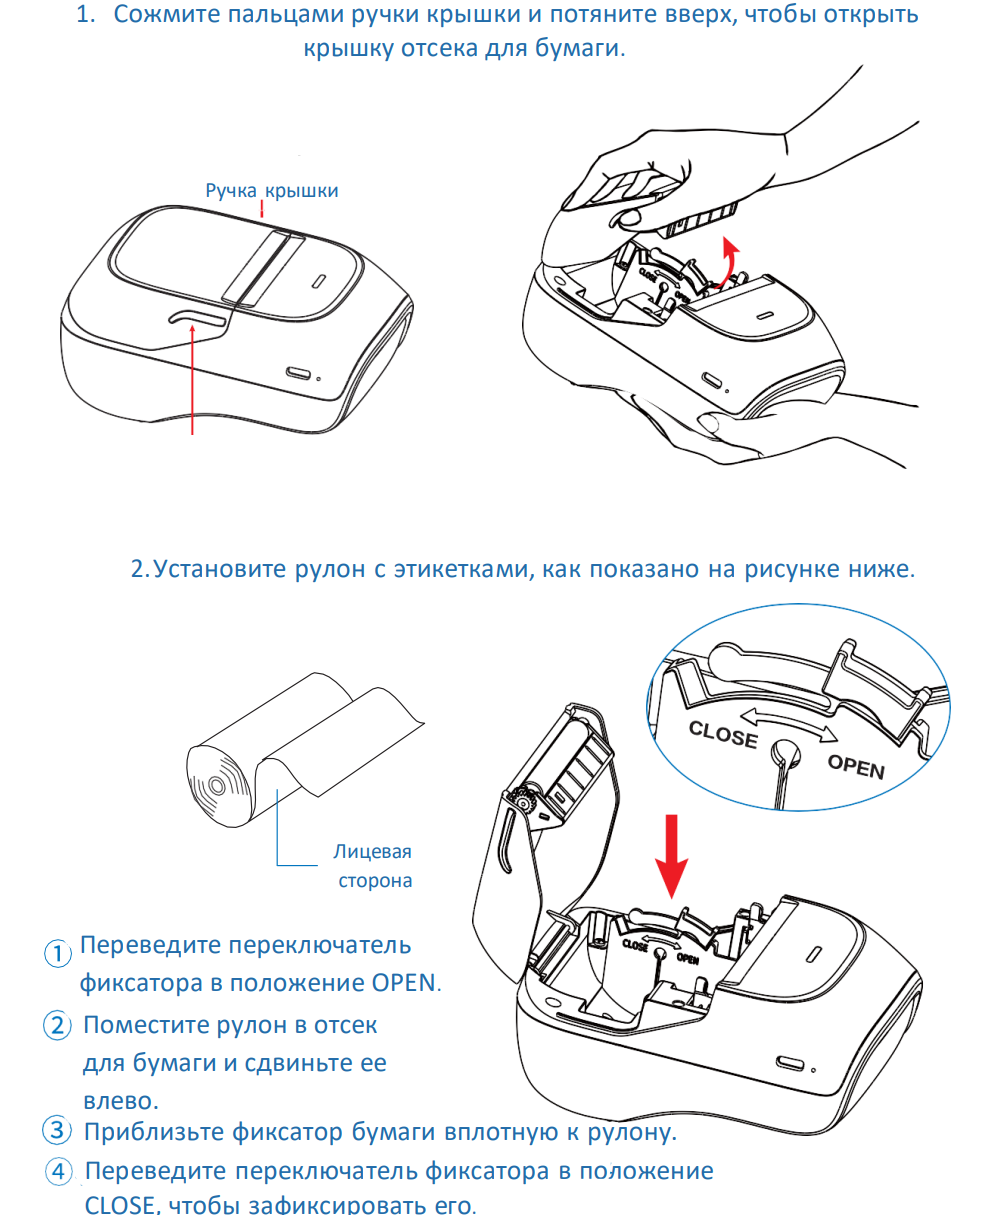 1. Сожмите пальцами ручки крышки и потяните вверх, чтобы открыть
крышку отсека для бумаги.
Ручка крышки
CLOSE
OPEN
2. Установите рулон с этикетками, как показано на рисунке ниже.
CLOSE
OPEN
Лицевая
сторона
CLOSE
OPEN
① Переведите переключатель
фиксатора в положение OPEN.
② Поместите рулон в отсек
для бумаги и сдвиньте ее
влево.
③ Приблизьте фиксатор бумаги вплотную к рулону.
④ Переведите переключатель фиксатора в положение
CLOSE, чтобы зафиксировать его.